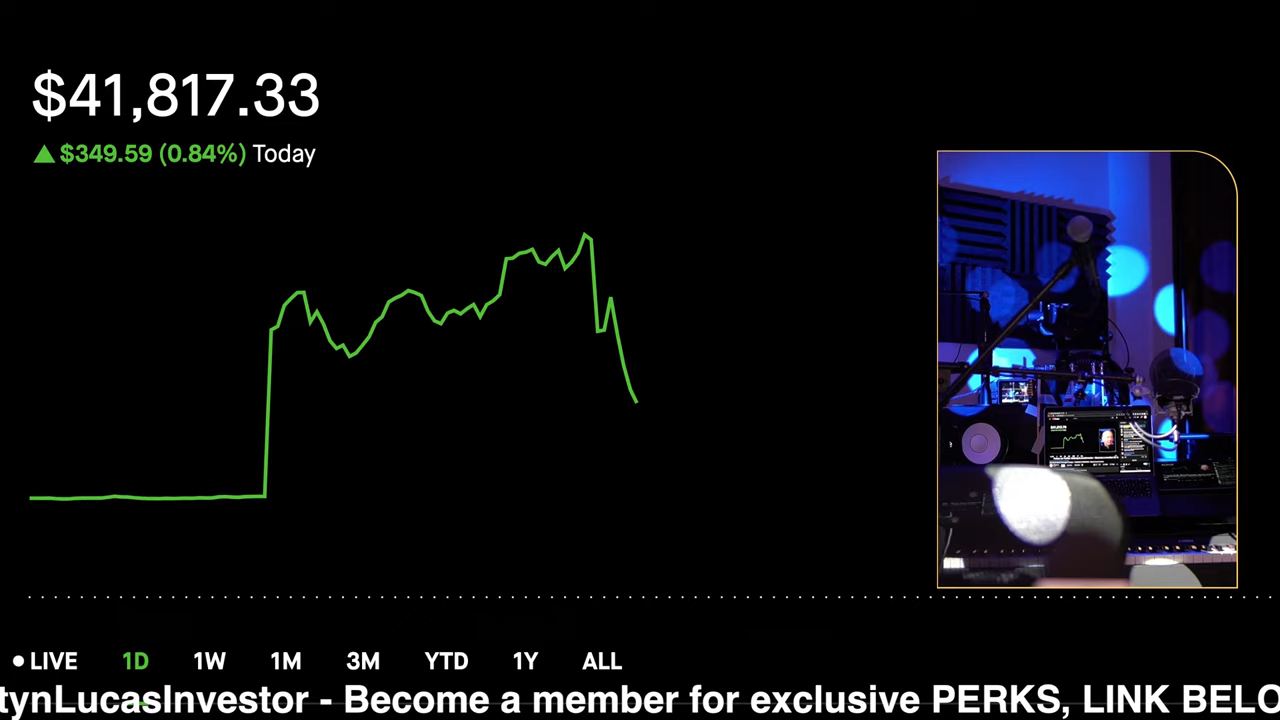 $41,817.33
▲$349.59 (0.84%) Today
LIVE 1D 1W 1M 3M YTD 1Y ALL
tynLucasInvestor - Become a member for exclusive PERKS, LINK BELO